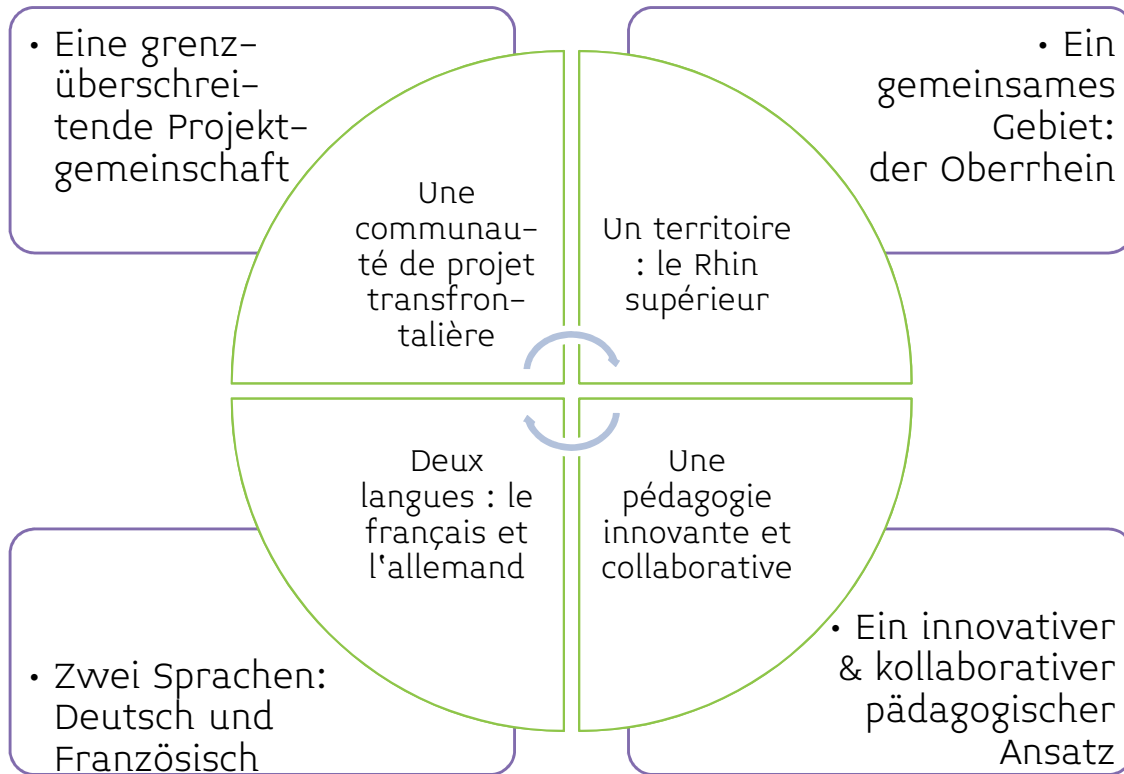 • Eine grenz-
überschrei-
tende Projekt-
gemeinschaft
• Ein
gemeinsames
Gebiet:
der Oberrhein
Une
communau-
té de projet
transfron-
talière
Un territoire
: le Rhin
supérieur
Deux
langues : le
français et
l‘allemand
Une
pédagogie
innovante et
collaborative
• Zwei Sprachen:
Deutsch und
Französisch
• Ein innovativer
& kollaborativer
pädagogischer
Ansatz